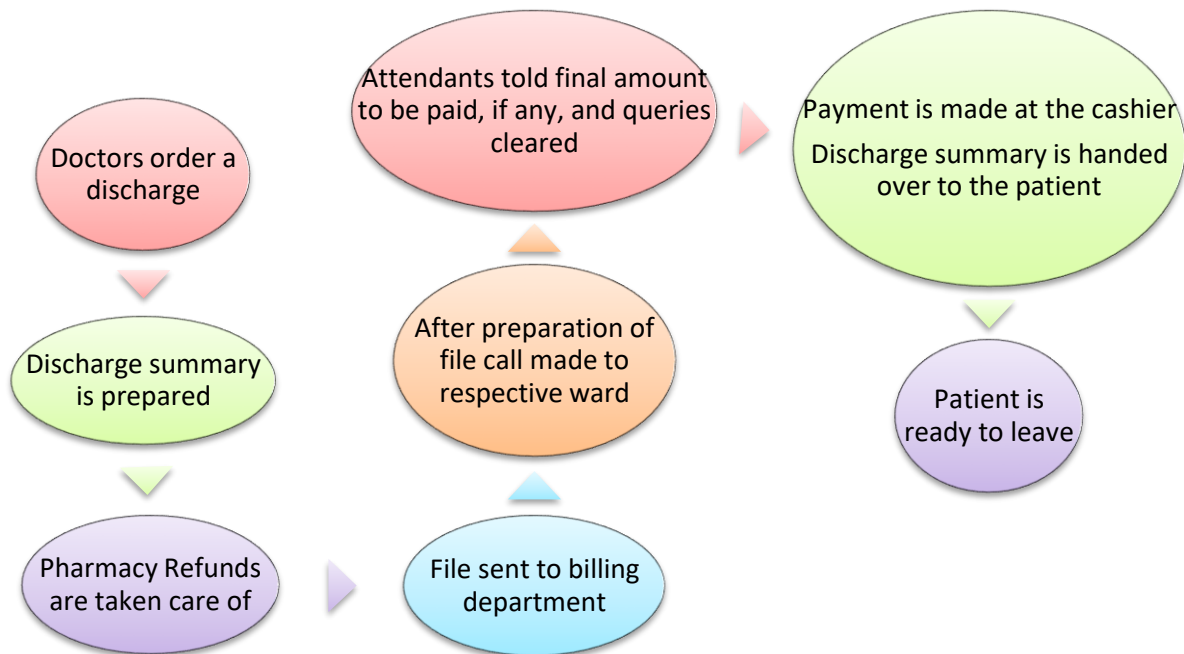 Doctors order a
discharge
Discharge summary
is prepared
Pharmacy Refunds
are taken care of
File sent to billing
department
After preparation of
file call made to
respective ward
Attendants told final amount
to be paid, if any, and queries
cleared
Payment is made at the cashier
Discharge summary is handed
over to the patient
Patient is
ready to leave